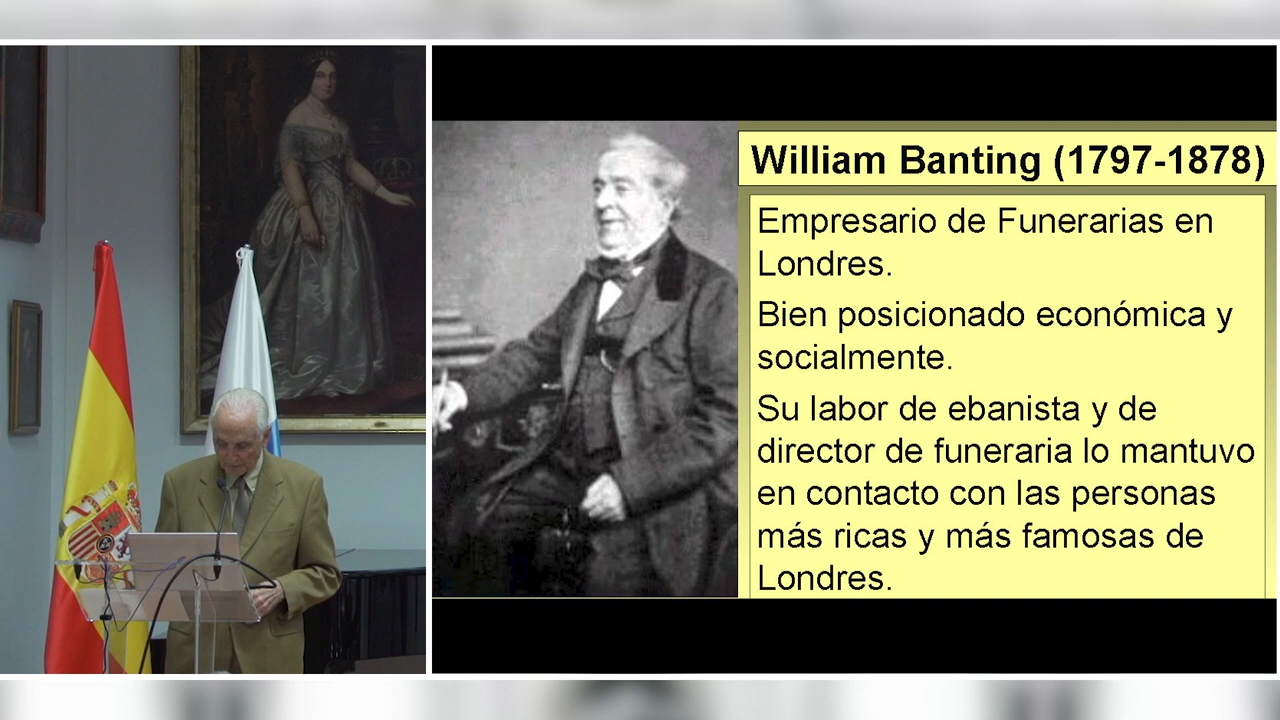 William Banting (1797-1878)
Empresario de Funerarias en
Londres.
Bien posicionado económica y
socialmente.
Su labor de ebanista y de
director de funeraria lo mantuvo
en contacto con las personas
más ricas y más famosas de
Londres.